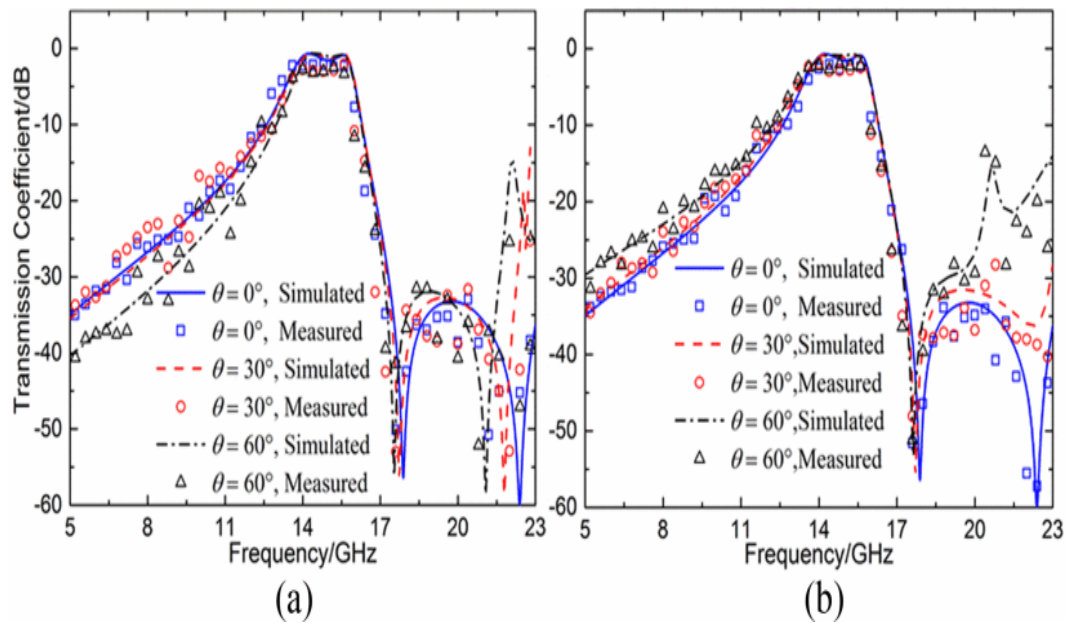 Transmission Coefficient/dB
0
-10
-20
-30
-40
-50
-60
θ = 0°, Simulated
θ = 0°, Measured
θ = 30°, Simulated
θ = 30°, Measured
θ = 60°, Simulated
θ = 60°, Measured
5 8 11 14 17 20 23
Frequency/GHz
(a)
0
-10
-20
-30
-40
-50
-60
θ = 0°, Simulated
θ = 0°, Measured
θ = 30°,Simulated
θ = 30°,Measured
θ = 60°,Simulated
θ = 60°,Measured
5 8 11 14 17 20 23
Frequency/GHz
(b)